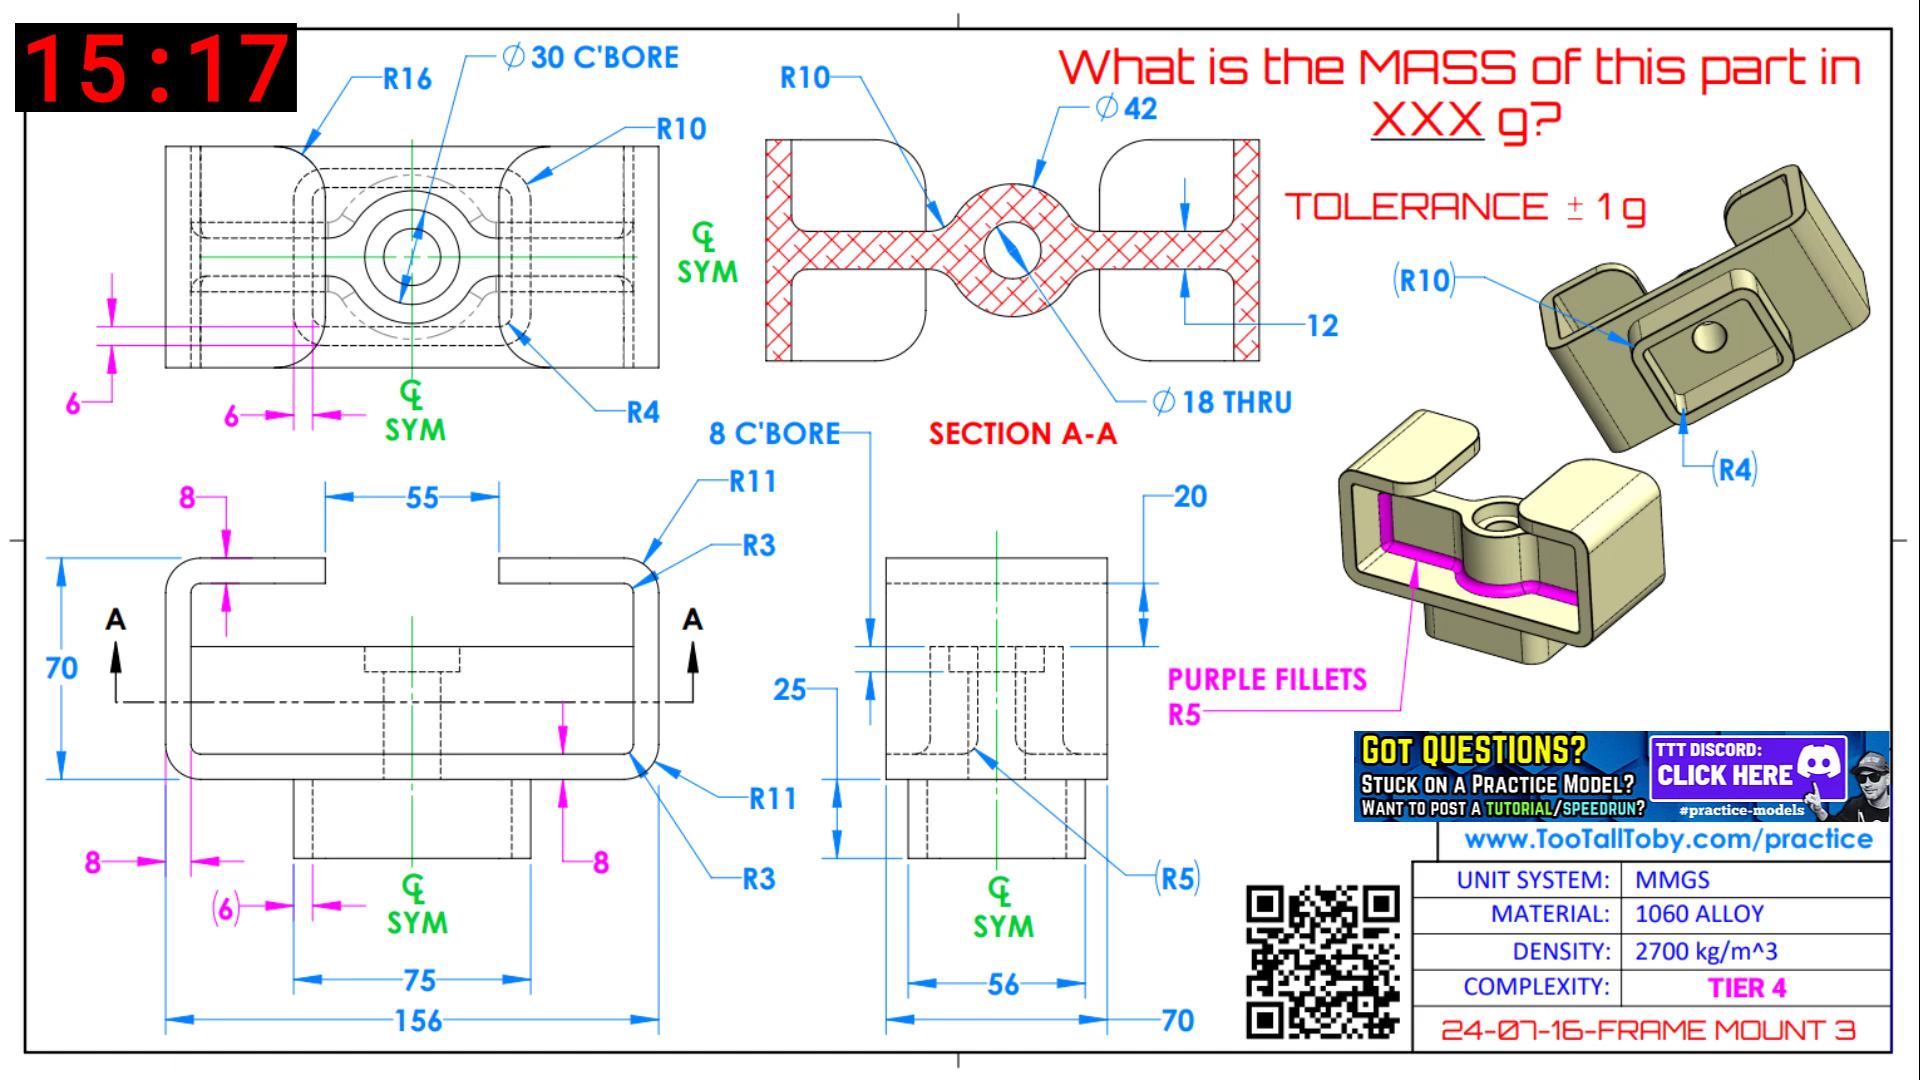 15:17
What is the MASS of this part in
XXX g?
TOLERANCE ± 1 g
R16
Ø 30 C'BORE
R10
R10
Ø 42
(R10)
(R4)
6
6
℄
SYM
℄
SYM
R4
12
Ø 18 THRU
SECTION A-A
8
55
R11
R3
A
A
70
8
8
R11
R3
(6)
℄
SYM
75
156
8 C'BORE
20
25
(R5)
℄
SYM
56
70
PURPLE FILLETS
R5
GOT QUESTIONS?
STUCK ON A PRACTICE MODEL?
WANT TO POST A TUTORIAL/SPEEDRUN?
TTT DISCORD:
CLICK HERE
#practice-models
www.TooTallToby.com/practice
UNIT SYSTEM: MMGS
MATERIAL: 1060 ALLOY
DENSITY: 2700 kg/m^3
COMPLEXITY: TIER 4
24-07-16-FRAME MOUNT 3